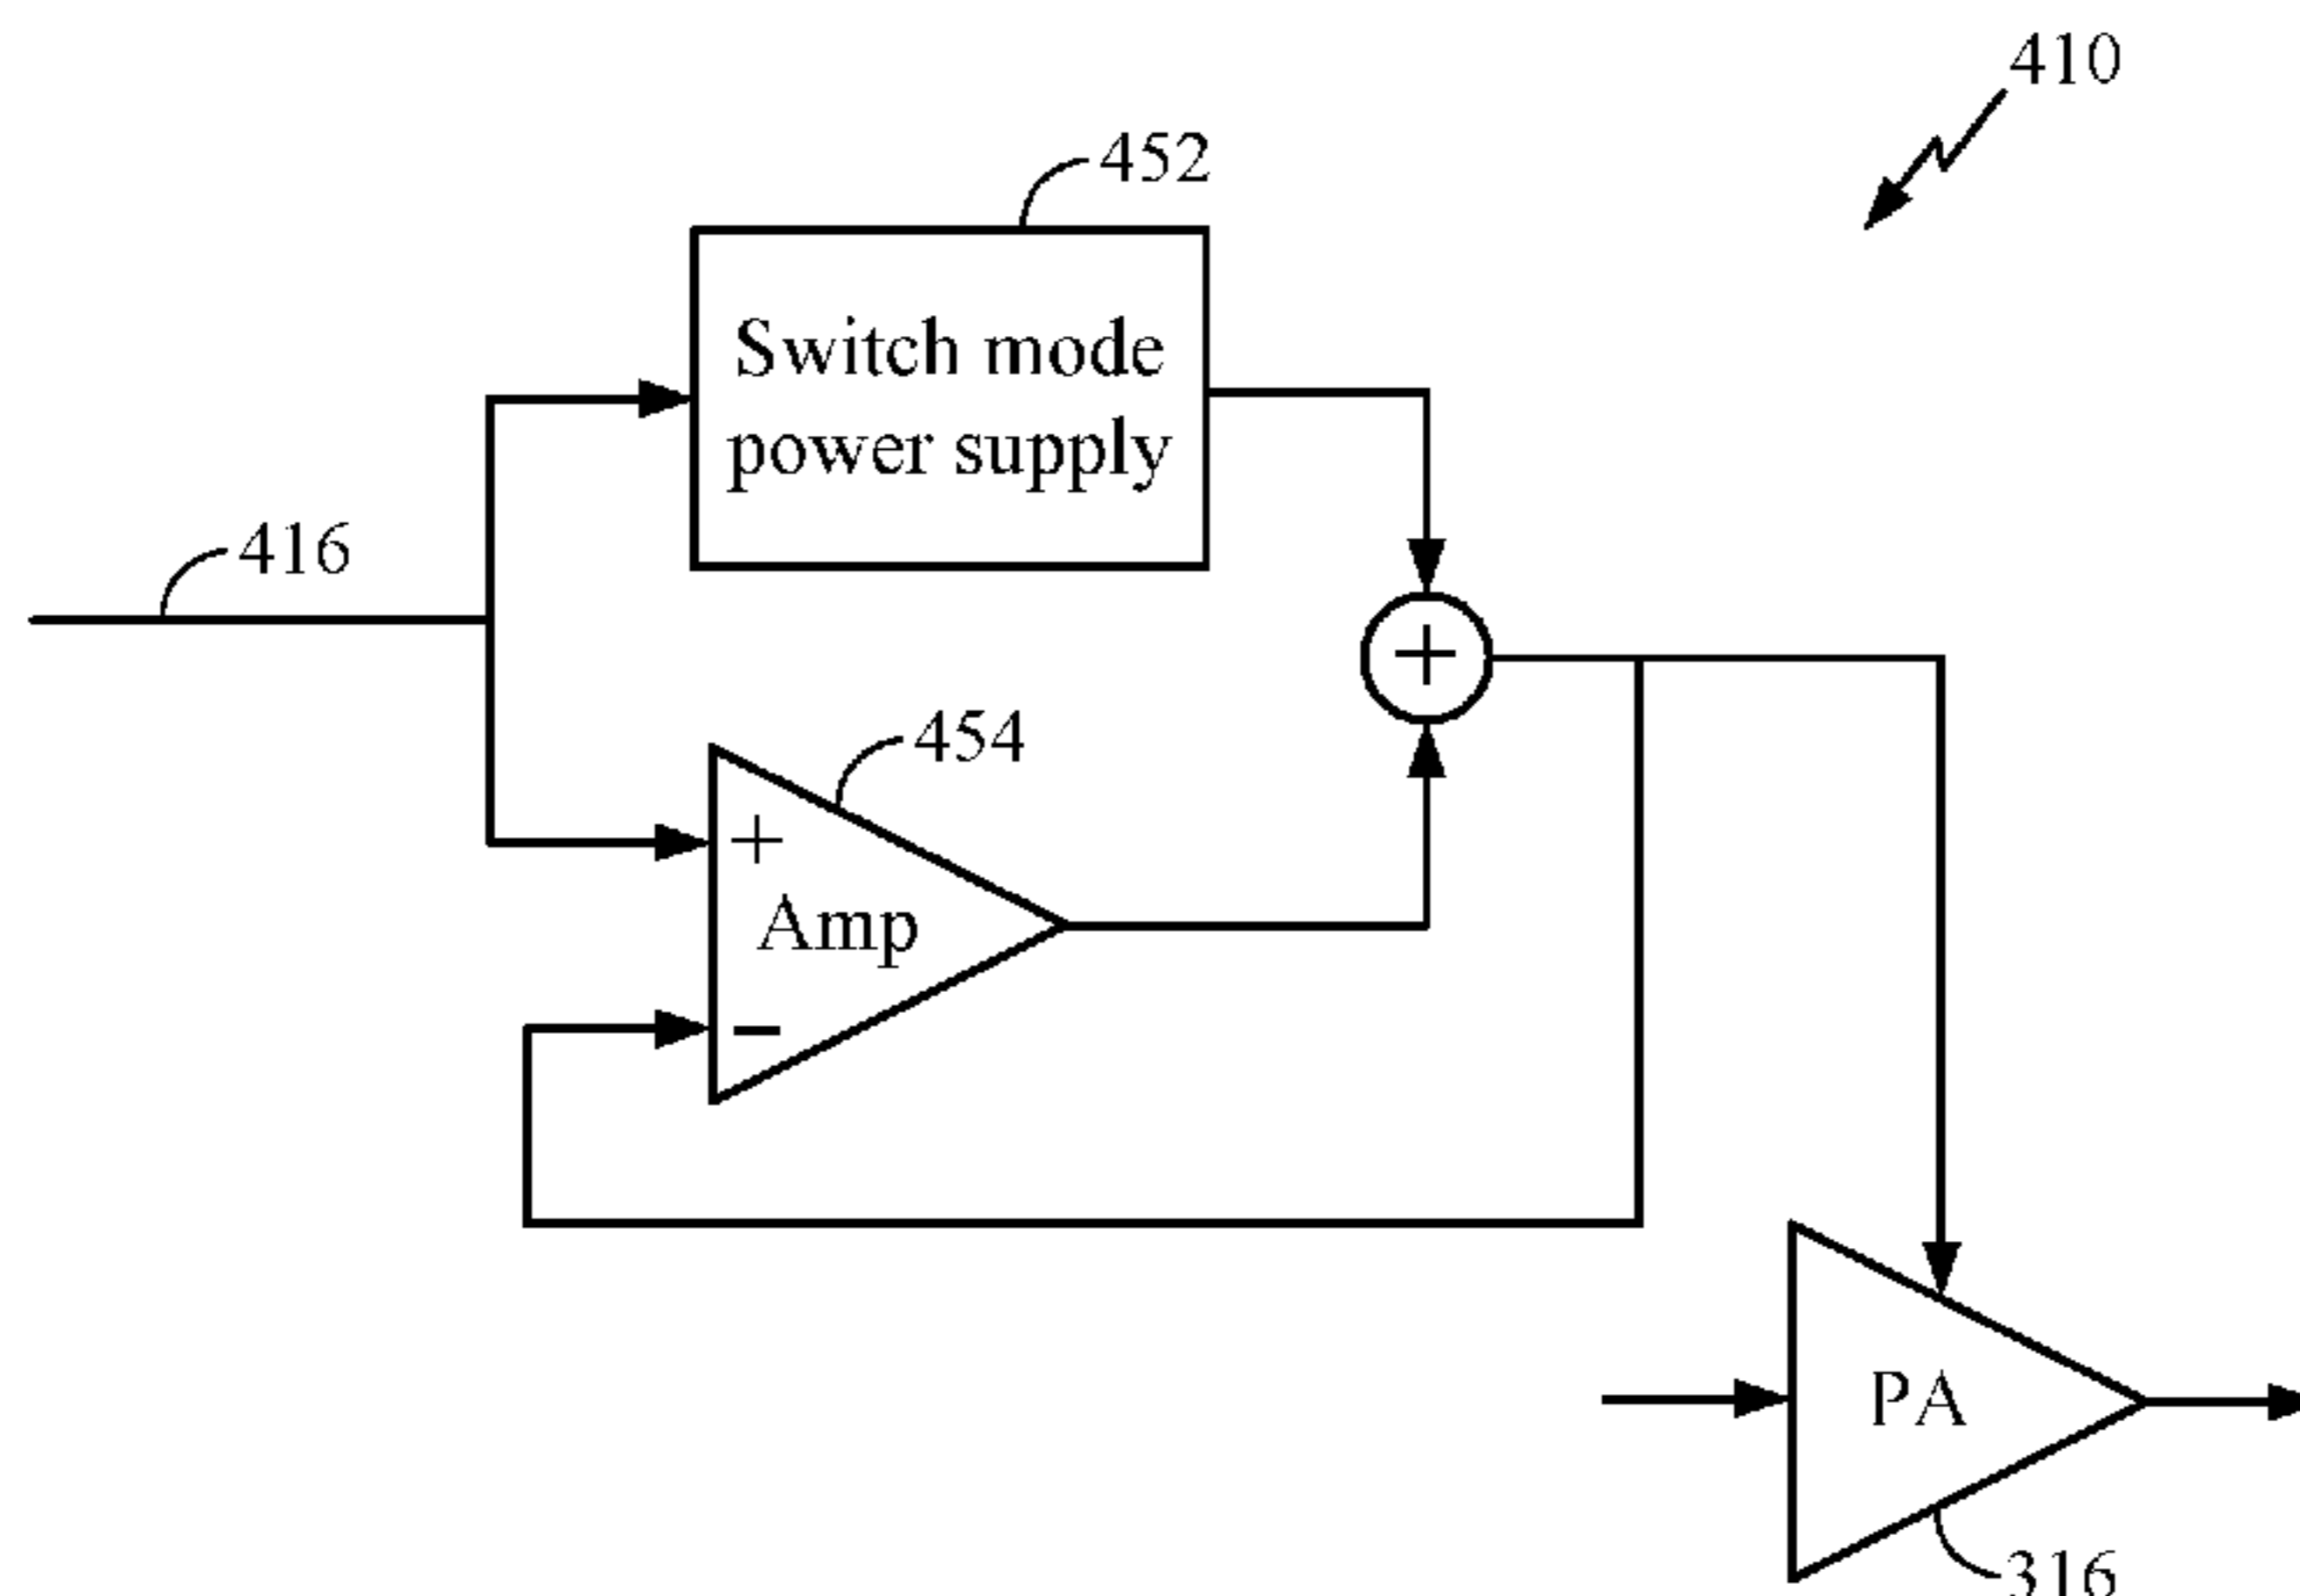 410
452
Switch mode
power supply
416
+
454
+
Amp
−
PA
316